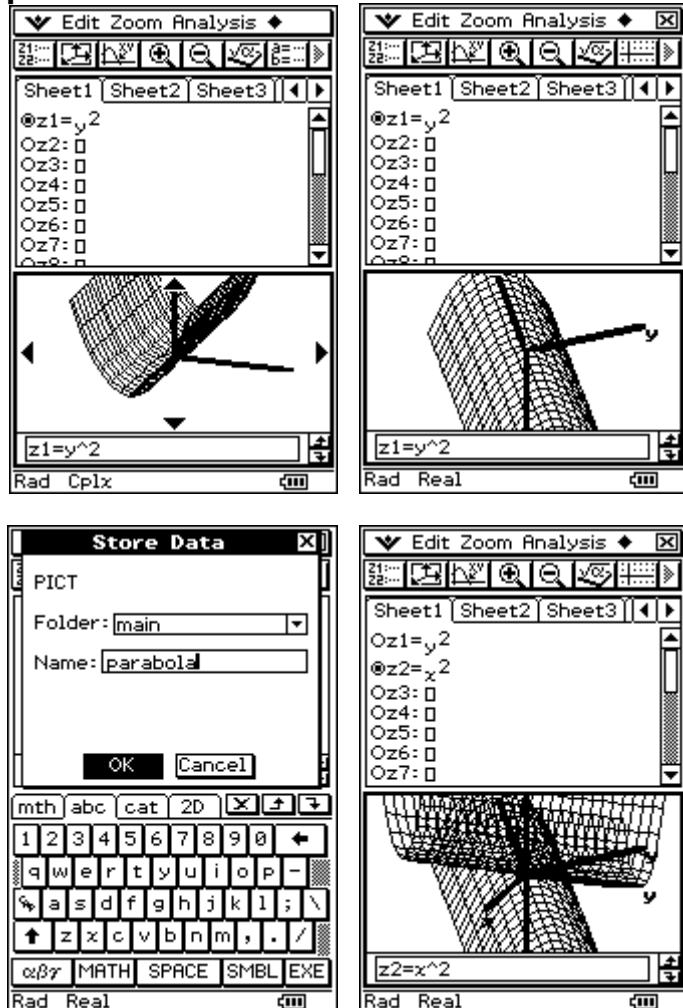 Edit Zoom Analysis ◆
Sheet1 Sheet2 Sheet3
z1=y²
z2:▯
z3:▯
z4:▯
z5:▯
z6:▯
z7:▯
z1=y^2
Rad Cplx
Edit Zoom Analysis ◆
Sheet1 Sheet2 Sheet3
z1=y²
z2:▯
z3:▯
z4:▯
z5:▯
z6:▯
z7:▯
y
z1=y^2
Rad Real
Store Data
PICT
Folder: main
Name: parabola
OK Cancel
mth abc cat 2D
1 2 3 4 5 6 7 8 9 0
q w e r t y u i o p -
a s d f g h j k l ; \
z x c v b n m , . /
αβγ MATH SPACE SMBL EXE
Rad Real
Edit Zoom Analysis ◆
Sheet1 Sheet2 Sheet3
z1=y²
z2=x²
z3:▯
z4:▯
z5:▯
z6:▯
z7:▯
y
z2=x^2
Rad Real